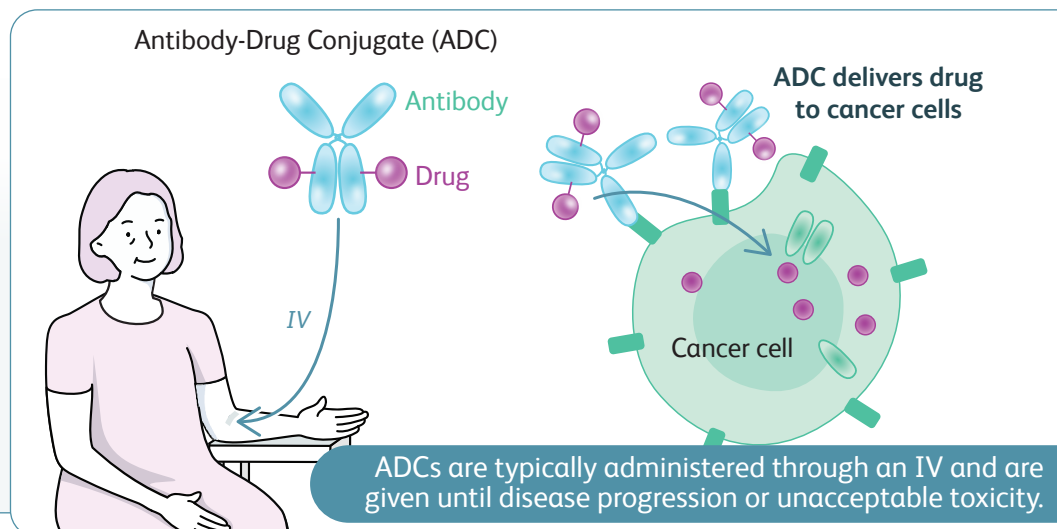 Antibody-Drug Conjugate (ADC)
Antibody
Drug
IV
ADC delivers drug
to cancer cells
Cancer cell
ADCs are typically administered through an IV and are
given until disease progression or unacceptable toxicity.